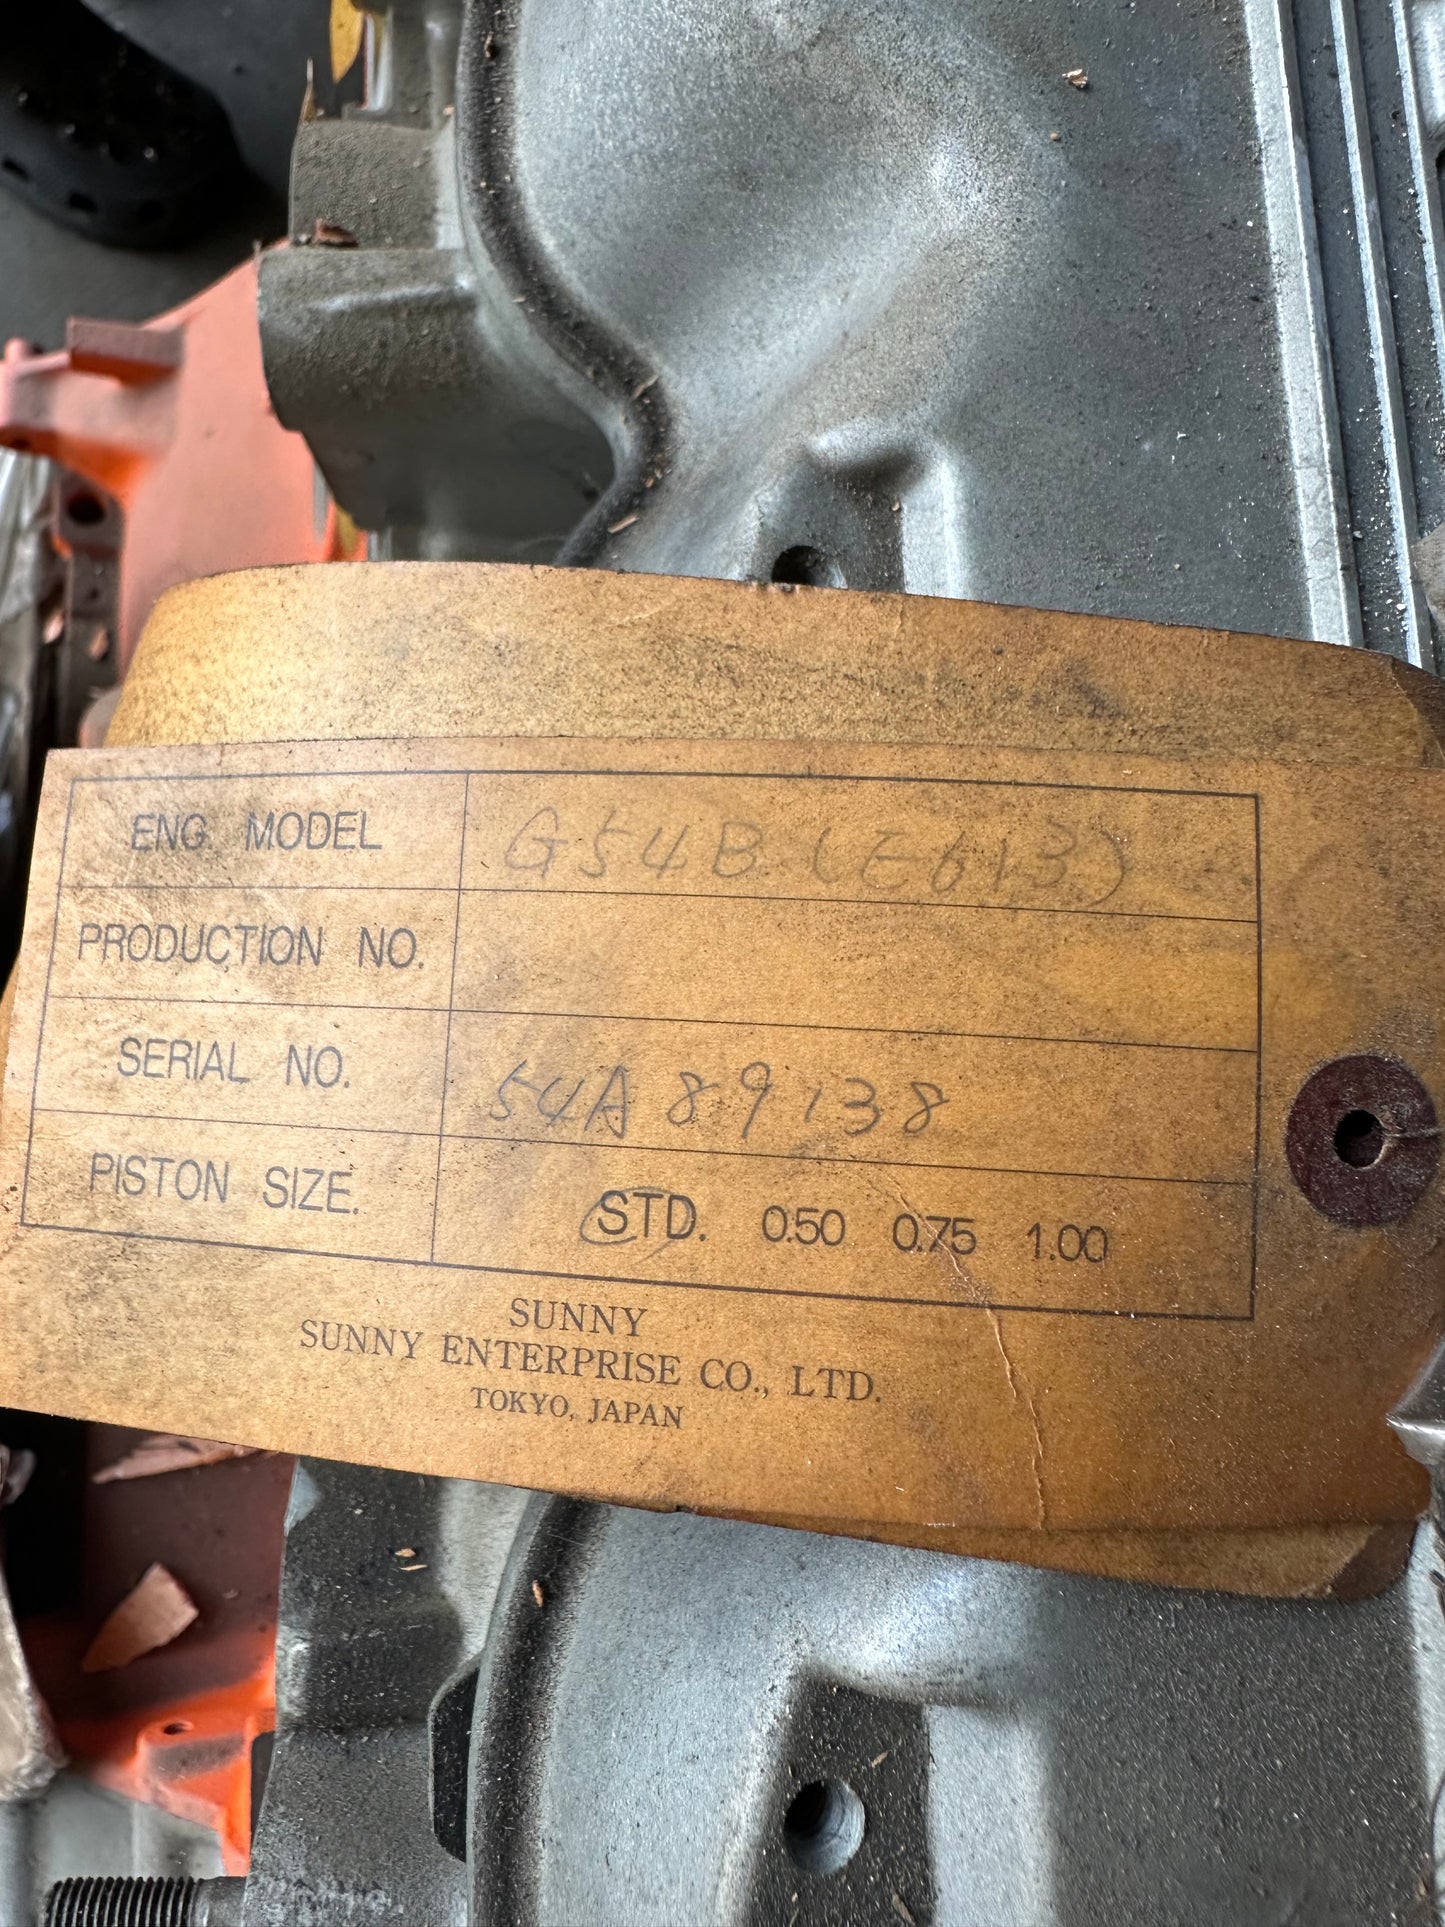 ENG. MODEL G54B (E613)
PRODUCTION NO.
SERIAL NO. 54A 89138
PISTON SIZE. STD. 0.50 0.75 1.00
SUNNY
SUNNY ENTERPRISE CO., LTD.
TOKYO, JAPAN